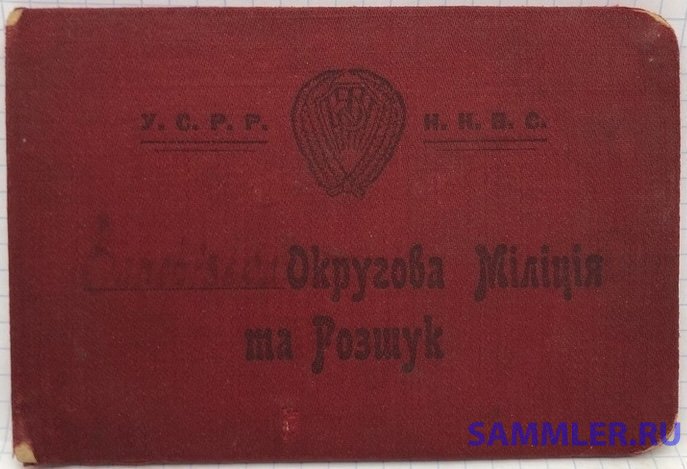 У. С. Р. Р. Н. К. В. С.
Округова Міліція
та Розшук
SAMMLER.RU